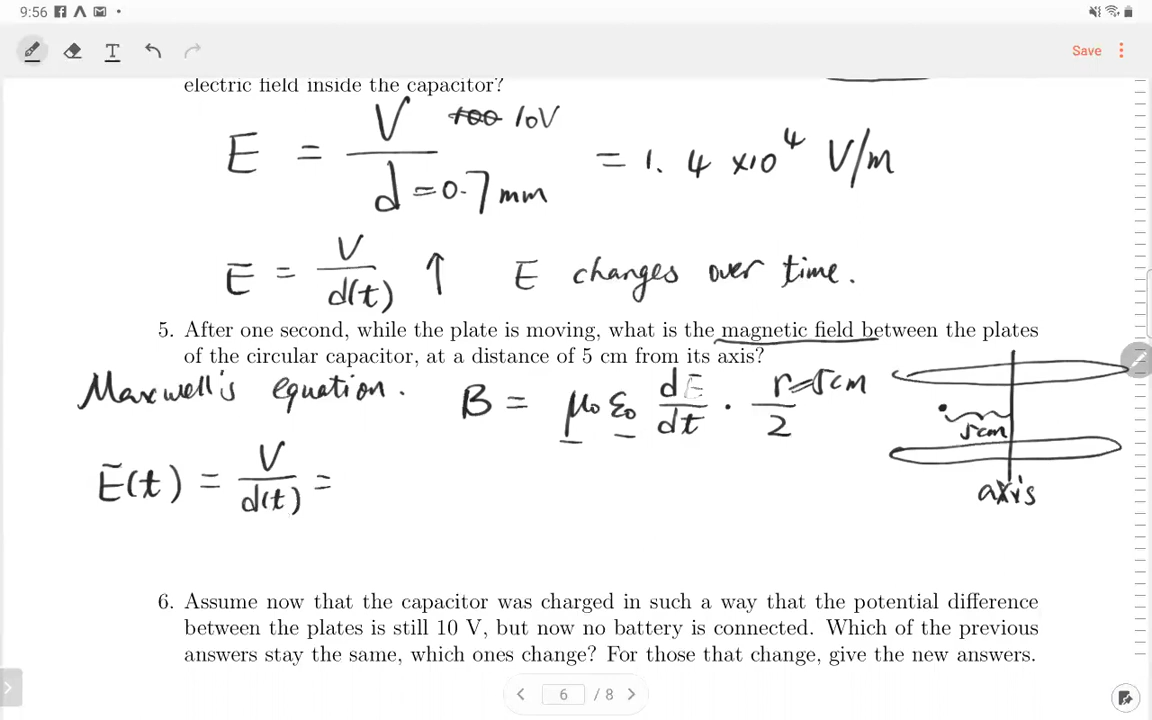 9:56
Save
electric field inside the capacitor?
E = V / d = 0.7 mm 100 10V = 1.4 ×10⁴ V/m
E = V / d(t) ↑ E changes over time.
5. After one second, while the plate is moving, what is the magnetic field between the plates
of the circular capacitor, at a distance of 5 cm from its axis?
Maxwell's equation. B = μ₀ ε₀ dE/dt · r=5cm / 2
5cm
E(t) = V / d(t) =
axis
6. Assume now that the capacitor was charged in such a way that the potential difference
between the plates is still 10 V, but now no battery is connected. Which of the previous
answers stay the same, which ones change? For those that change, give the new answers.
6 / 8